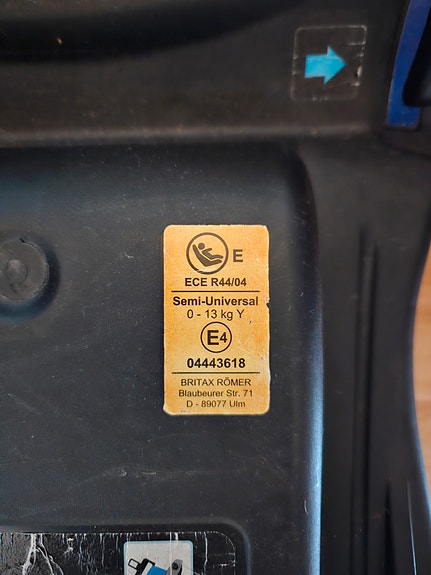 E
ECE R44/04
Semi-Universal
0 - 13 kg Y
E4
04443618
BRITAX RÖMER
Blaubeurer Str. 71
D - 89077 Ulm